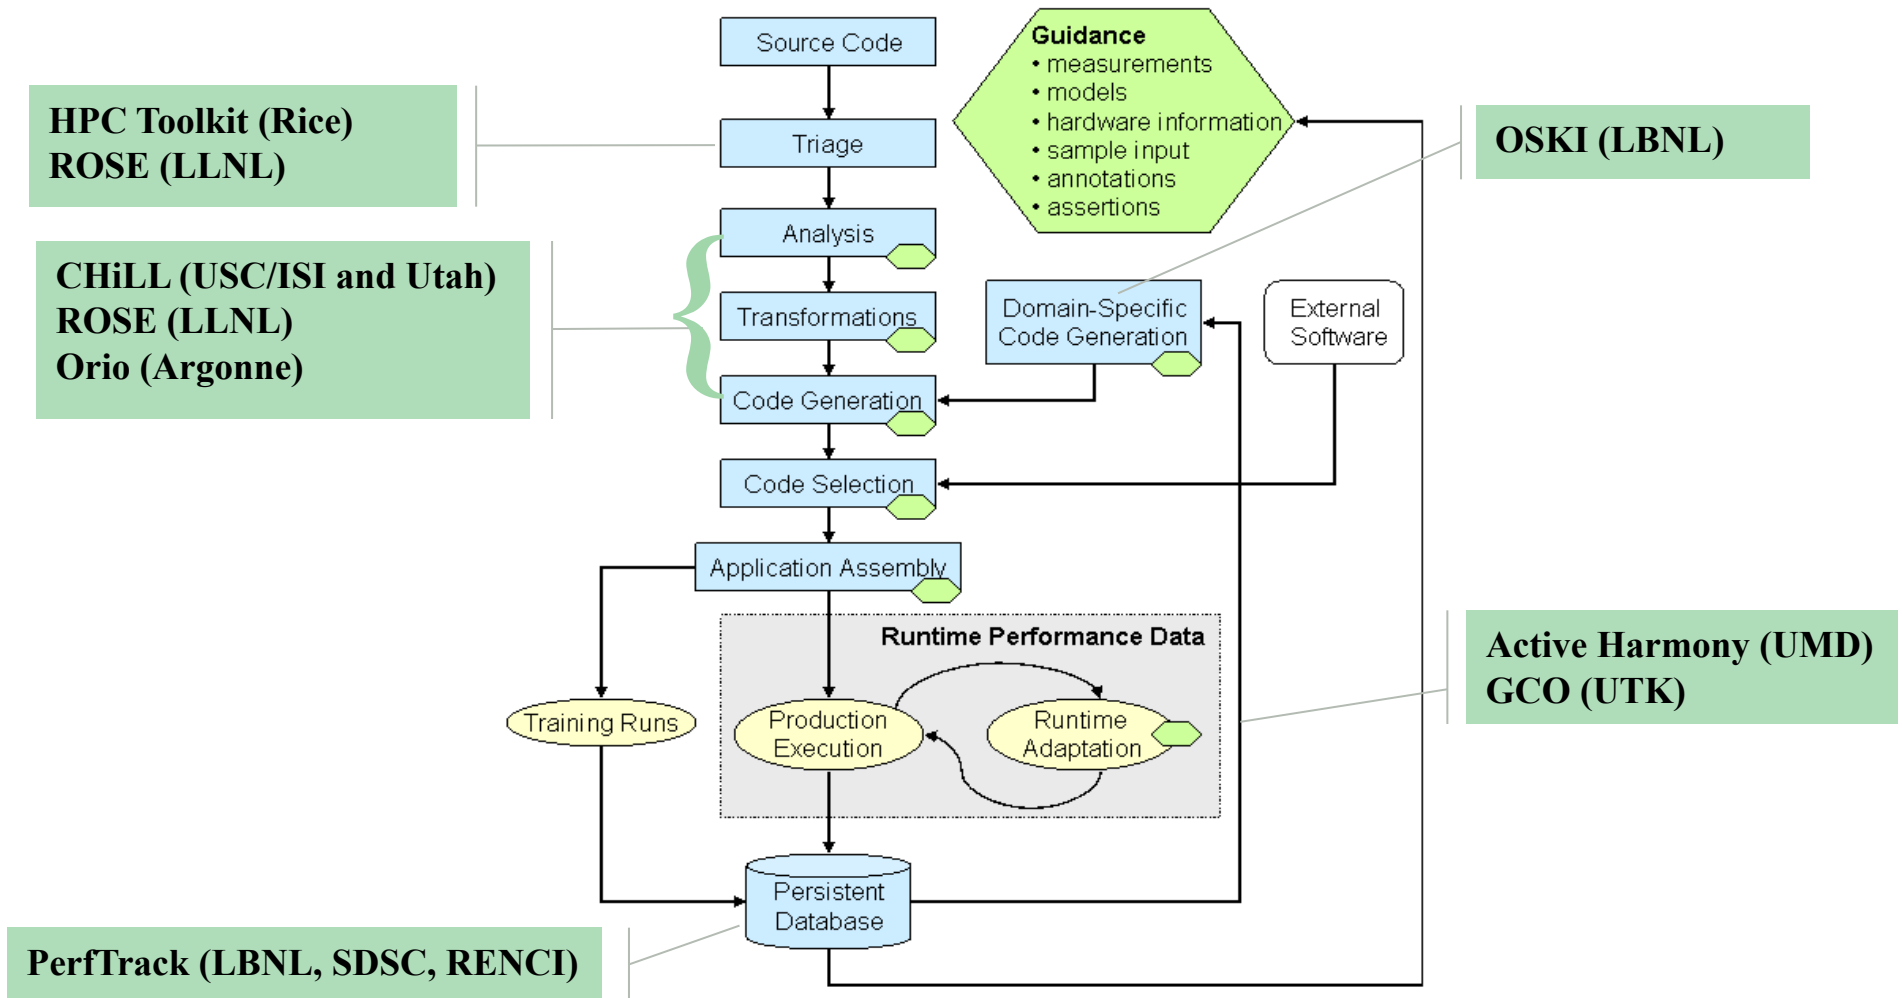 Source Code
Guidance
• measurements
• models
• hardware information
• sample input
• annotations
• assertions
HPC Toolkit (Rice)
ROSE (LLNL)
Triage
OSKI (LBNL)
Analysis
CHiLL (USC/ISI and Utah)
ROSE (LLNL)
Orio (Argonne)
Transformations
Domain-Specific
Code Generation
External
Software
Code Generation
Code Selection
Application Assembly
Runtime Performance Data
Active Harmony (UMD)
GCO (UTK)
Training Runs
Production
Execution
Runtime
Adaptation
Persistent
Database
PerfTrack (LBNL, SDSC, RENCI)